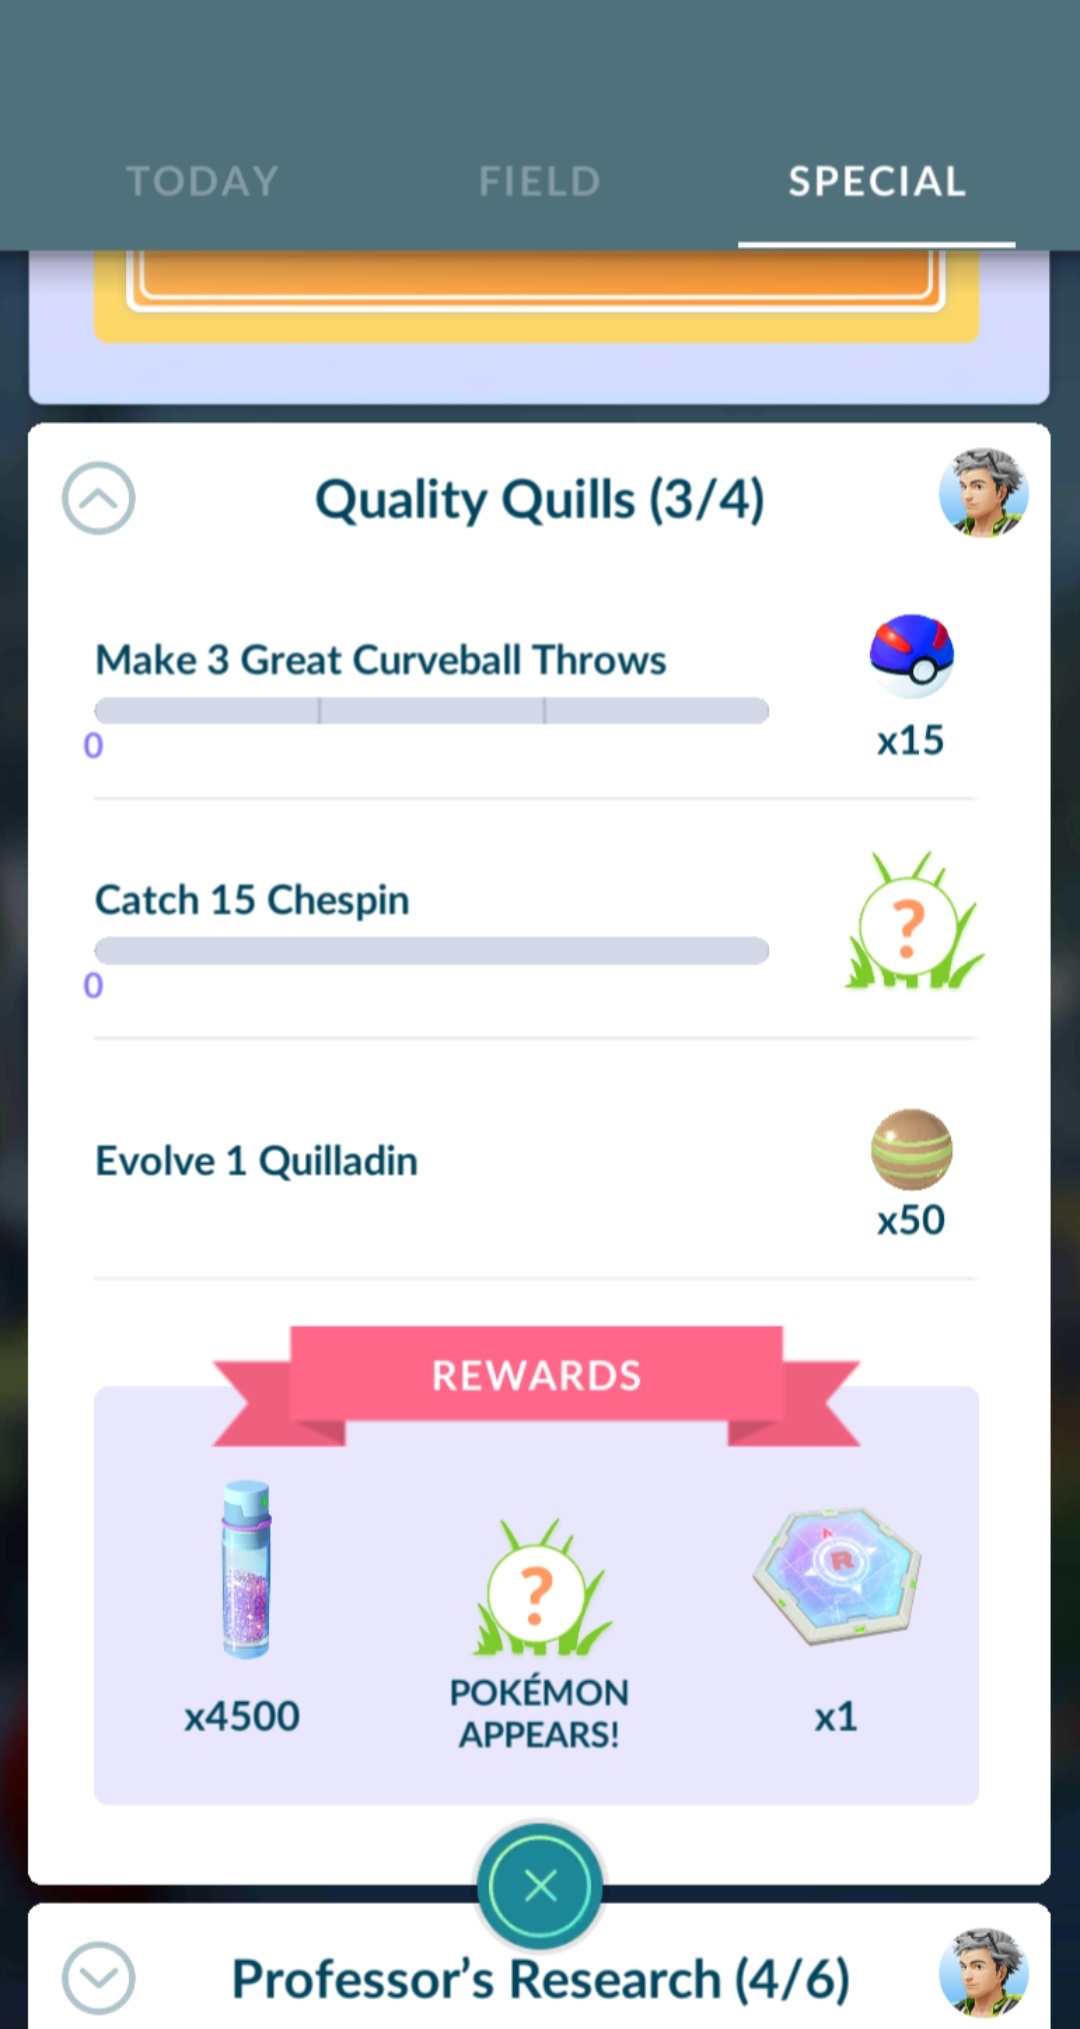 TODAY FIELD SPECIAL
Quality Quills (3/4)
Make 3 Great Curveball Throws
0
x15
Catch 15 Chespin
?
0
Evolve 1 Quilladin
x50
REWARDS
?
R
x4500
POKÉMON
APPEARS!
x1
Professor's Research (4/6)